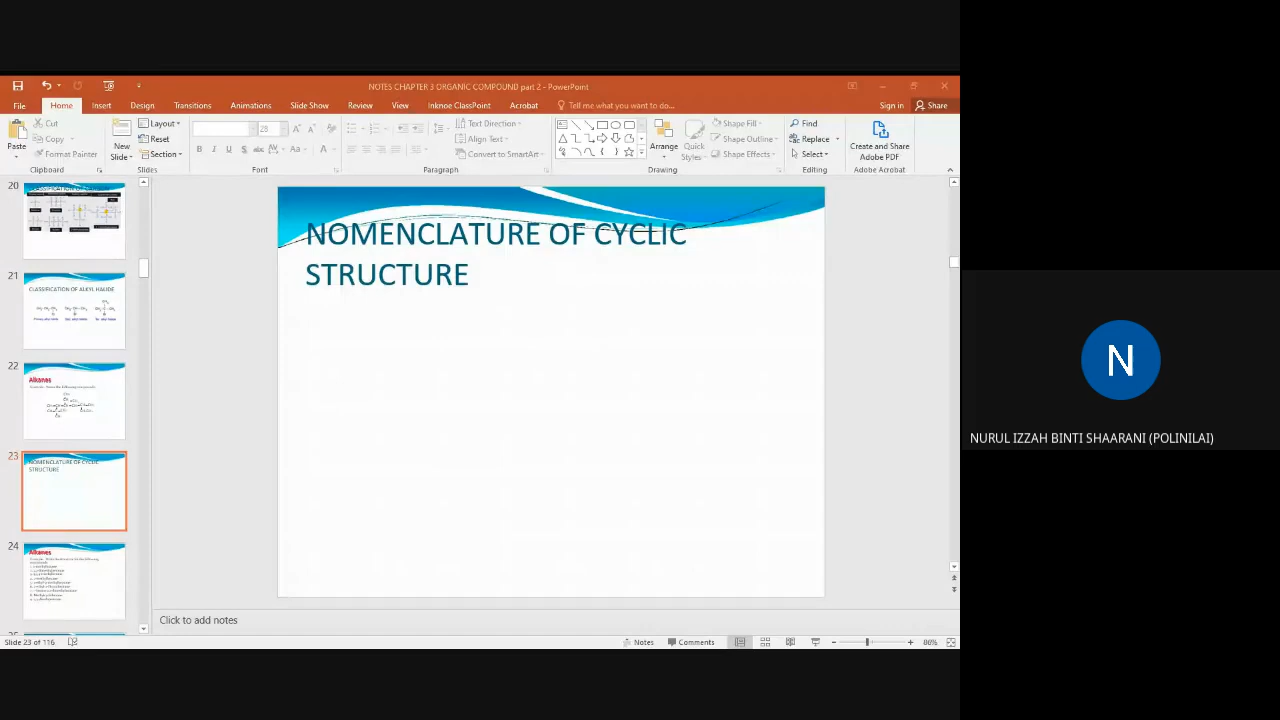 NOTES CHAPTER 3 ORGANIC COMPOUND part 2 - PowerPoint
File Home Insert Design Transitions Animations Slide Show Review View Inknoe ClassPoint Acrobat Tell me what you want to do... Sign in Share
Paste Cut Copy Format Painter
New Slide Layout Reset Section
28
B I U S abc AV Aa A
Text Direction Align Text Convert to SmartArt
Arrange Quick Styles Shape Fill Shape Outline Shape Effects
Find Replace Select
Create and Share Adobe PDF
Clipboard Slides Font Paragraph Drawing Editing Adobe Acrobat
20
21
CLASSIFICATION OF ALKYL HALIDE
22
Alkanes
23
NOMENCLATURE OF CYCLIC
STRUCTURE
24
Alkanes
NOMENCLATURE OF CYCLIC
STRUCTURE
Click to add notes
Slide 23 of 116 Notes Comments 86%
N
NURUL IZZAH BINTI SHAARANI (POLINILAI)